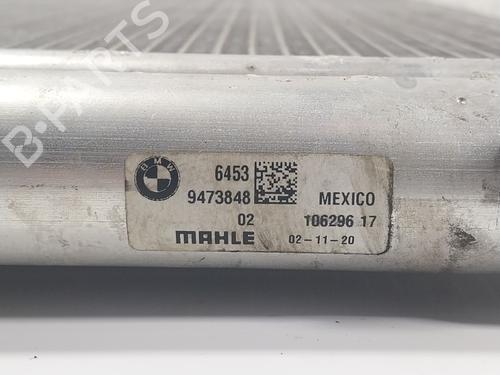 B-PARTS
BMW
6453
9473848 MEXICO
02 106296 17
MAHLE 02-11-20